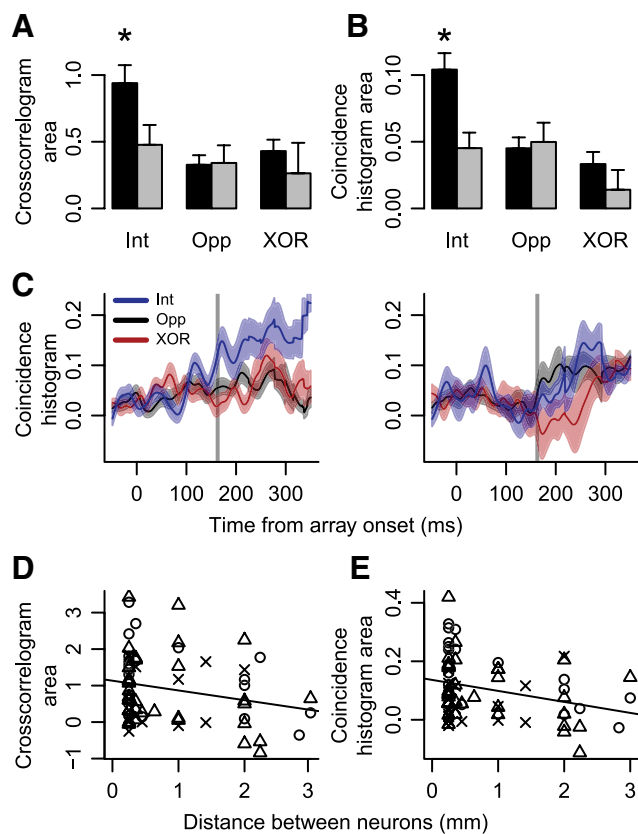 A
B
*
*
Crosscorrelogram
area
0.0
0.5
1.0
Int
Opp
XOR
Coincidence
histogram area
0.00
0.05
0.10
Int
Opp
XOR
C
Int
Opp
XOR
Coincidence
histogram
0.0
0.1
0.2
0
100
200
300
0.0
0.1
0.2
0
100
200
300
Time from array onset (ms)
D
E
Crosscorrelogram
area
−1
0
1
2
3
0
1
2
3
Coincidence
histogram area
0.0
0.2
0.4
0
1
2
3
Distance between neurons (mm)